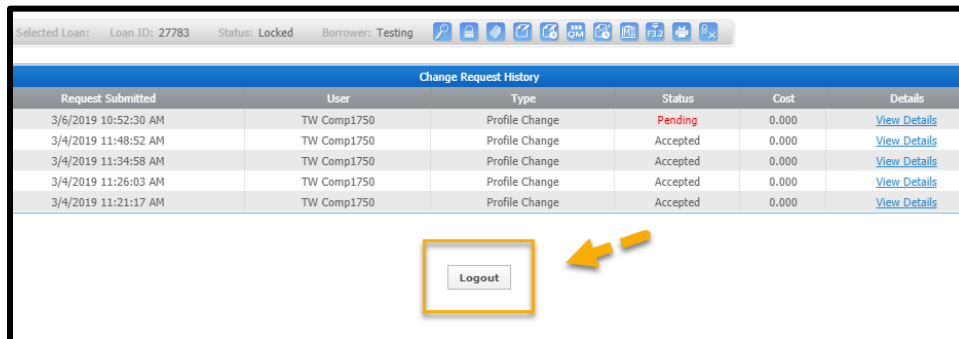 Selected Loan: Loan ID: 27783 Status: Locked Borrower: Testing QM MI F3.2
Change Request History
Request Submitted User Type Status Cost Details
3/6/2019 10:52:30 AM TW Comp1750 Profile Change Pending 0.000 View Details
3/4/2019 11:48:52 AM TW Comp1750 Profile Change Accepted 0.000 View Details
3/4/2019 11:34:58 AM TW Comp1750 Profile Change Accepted 0.000 View Details
3/4/2019 11:26:03 AM TW Comp1750 Profile Change Accepted 0.000 View Details
3/4/2019 11:21:17 AM TW Comp1750 Profile Change Accepted 0.000 View Details
Logout